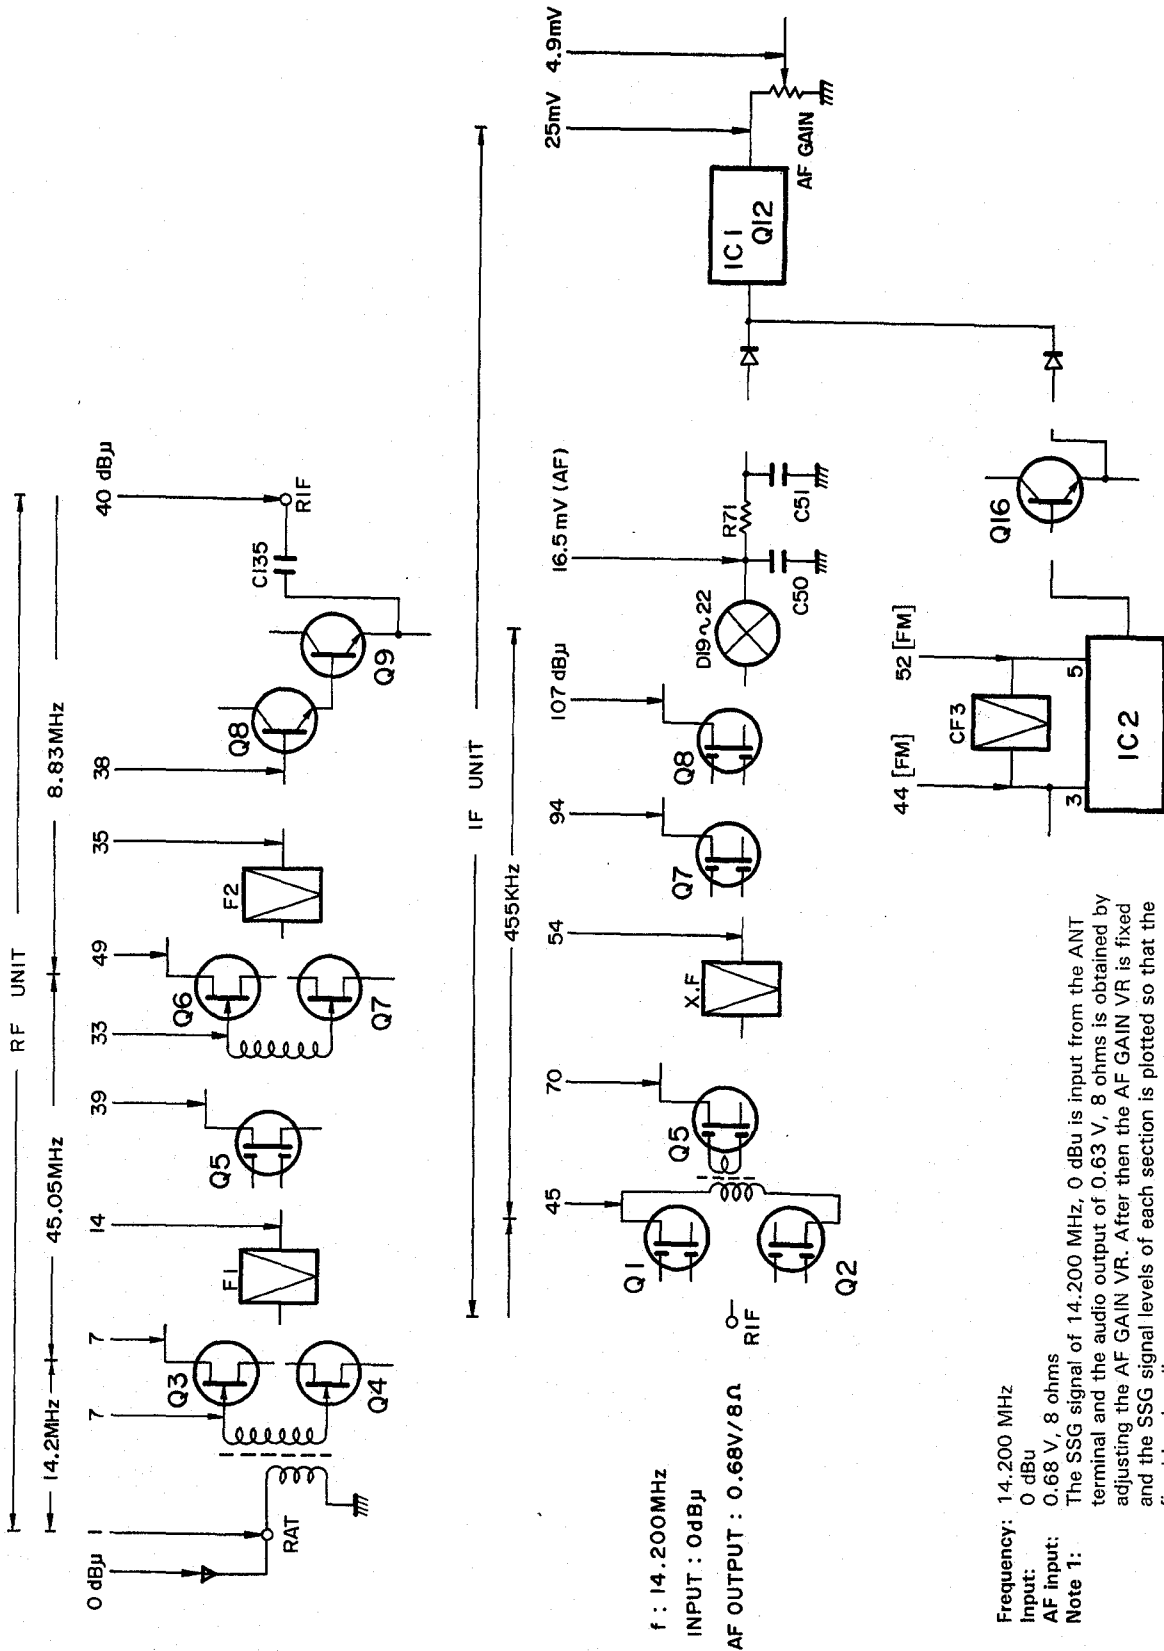 RF UNIT
14.2MHz
45.05MHz
8.83MHz
0 dBμ
1
7
7
14
39
33
49
35
38
40 dBμ
RAT
Q3
Q4
F1
Q5
Q6
Q7
F2
Q8
Q9
C135
RIF
IF UNIT
455KHz
45
70
54
94
107 dBμ
16.5mV (AF)
25mV
4.9mV
RIF
Q1
Q2
Q5
X.F
Q7
Q8
D19~22
C50
R71
C51
IC1
Q12
AF GAIN
44 [FM]
52 [FM]
CF3
3
5
IC2
Q16
f : 14.200MHz
INPUT : 0dBμ
AF OUTPUT : 0.68V/8Ω
Frequency: 14.200 MHz
Input: 0 dBu
AF input: 0.68 V, 8 ohms
Note 1: The SSG signal of 14.200 MHz, 0 dBu is input from the ANT
terminal and the audio output of 0.63 V, 8 ohms is obtained by
adjusting the AF GAIN VR. After then the AF GAIN VR is fixed
and the SSG signal levels of each section is plotted so that the